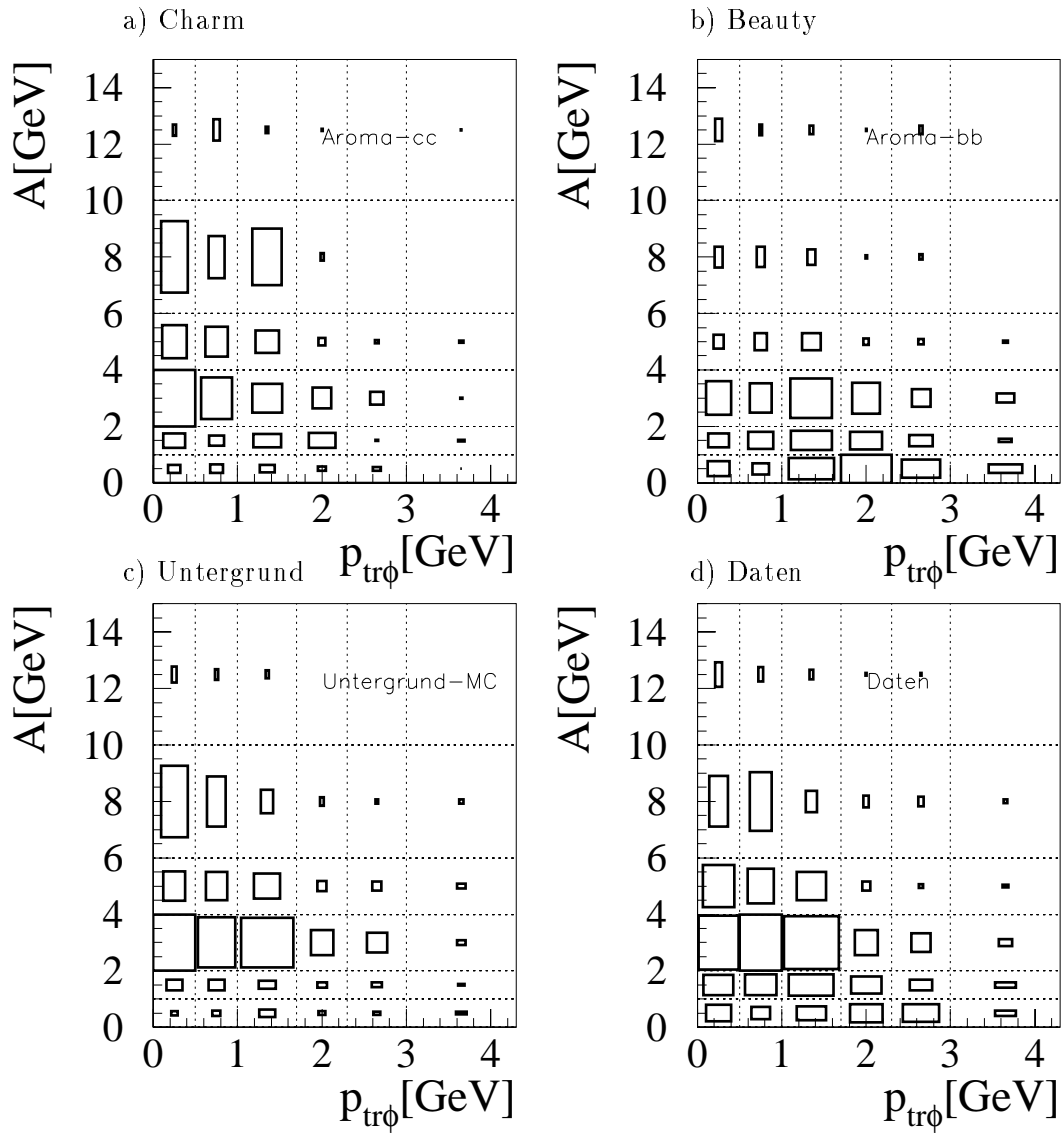 a) Charm
b) Beauty
A[GeV]
14
12
10
8
6
4
2
0
Aroma-cc
0 1 2 3 4
p_trϕ[GeV]
A[GeV]
14
12
10
8
6
4
2
0
Aroma-bb
0 1 2 3 4
p_trϕ[GeV]
c) Untergrund
d) Daten
A[GeV]
14
12
10
8
6
4
2
0
Untergrund-MC
0 1 2 3 4
p_trϕ[GeV]
A[GeV]
14
12
10
8
6
4
2
0
Daten
0 1 2 3 4
p_trϕ[GeV]